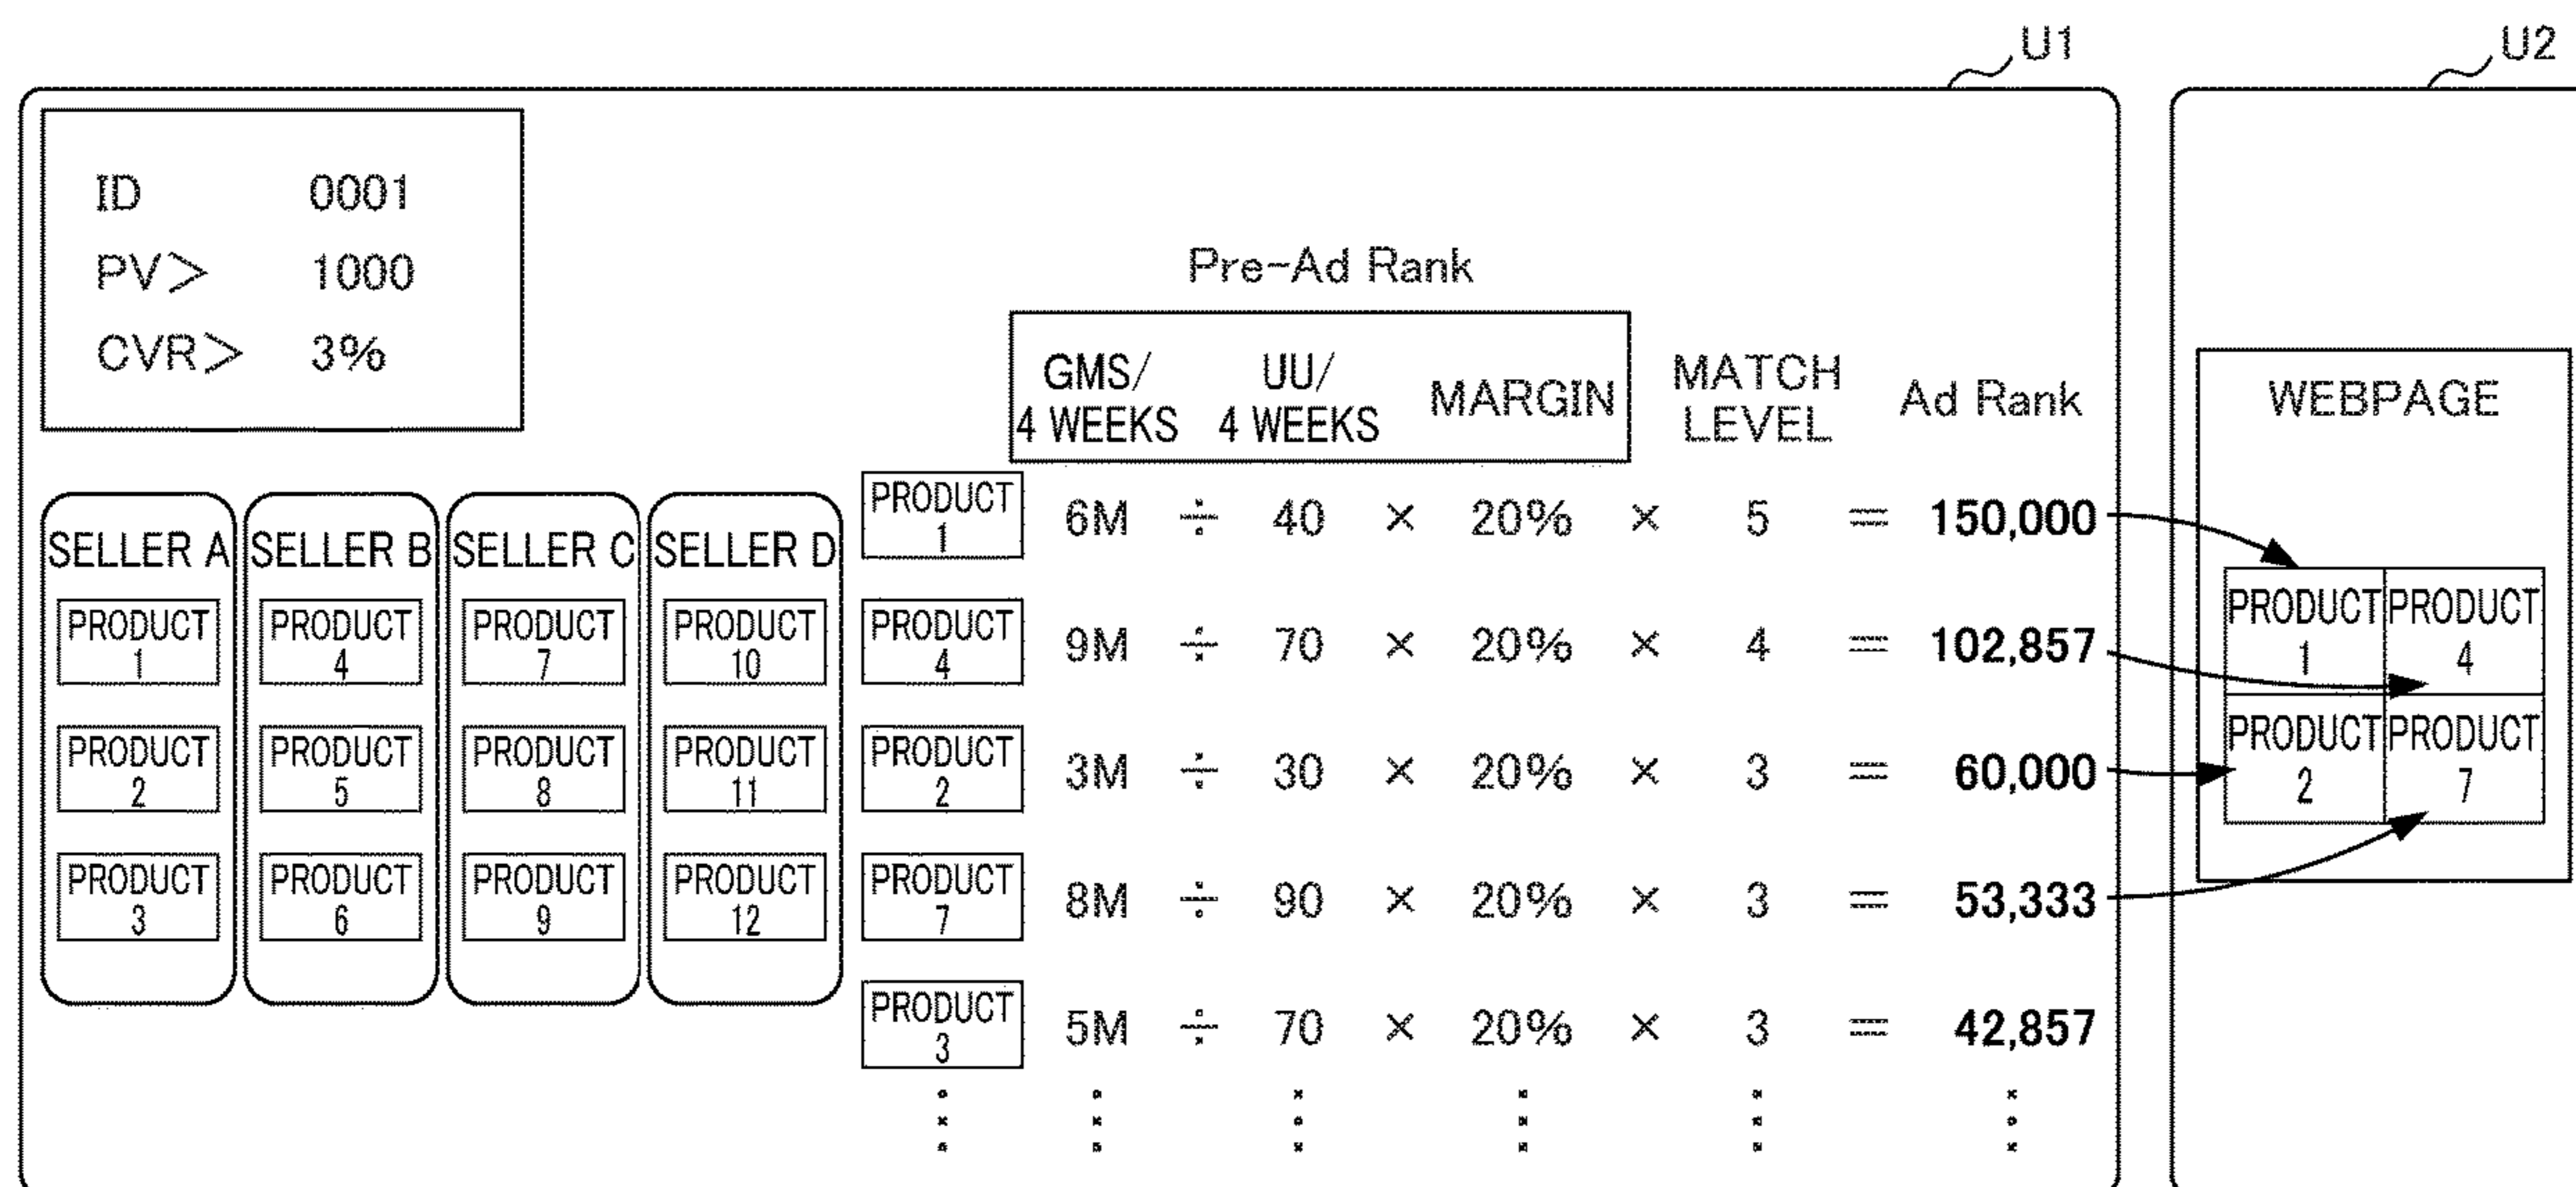 U1
U2
ID 0001
PV> 1000
CVR> 3%
Pre-Ad Rank
GMS/
4 WEEKS
UU/
4 WEEKS
MARGIN
MATCH
LEVEL
Ad Rank
SELLER A
PRODUCT
1
PRODUCT
2
PRODUCT
3
SELLER B
PRODUCT
4
PRODUCT
5
PRODUCT
6
SELLER C
PRODUCT
7
PRODUCT
8
PRODUCT
9
SELLER D
PRODUCT
10
PRODUCT
11
PRODUCT
12
PRODUCT
1
6M ÷ 40 × 20% × 5 = 150,000
PRODUCT
4
9M ÷ 70 × 20% × 4 = 102,857
PRODUCT
2
3M ÷ 30 × 20% × 3 = 60,000
PRODUCT
7
8M ÷ 90 × 20% × 3 = 53,333
PRODUCT
3
5M ÷ 70 × 20% × 3 = 42,857
WEBPAGE
PRODUCT
1
PRODUCT
4
PRODUCT
2
PRODUCT
7